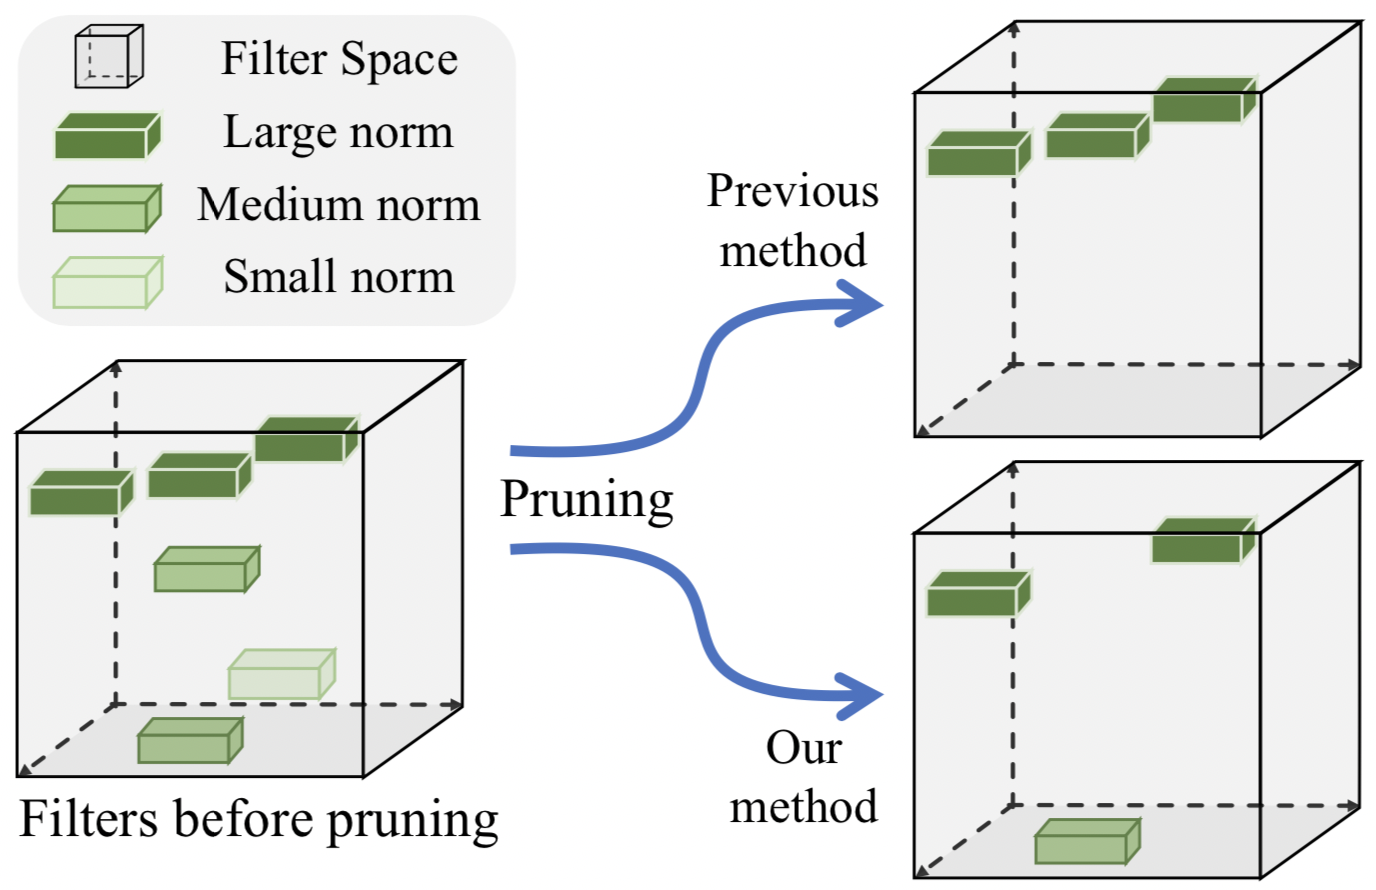 Filter Space
Large norm
Medium norm
Small norm
Previous
method
Pruning
Our
method
Filters before pruning